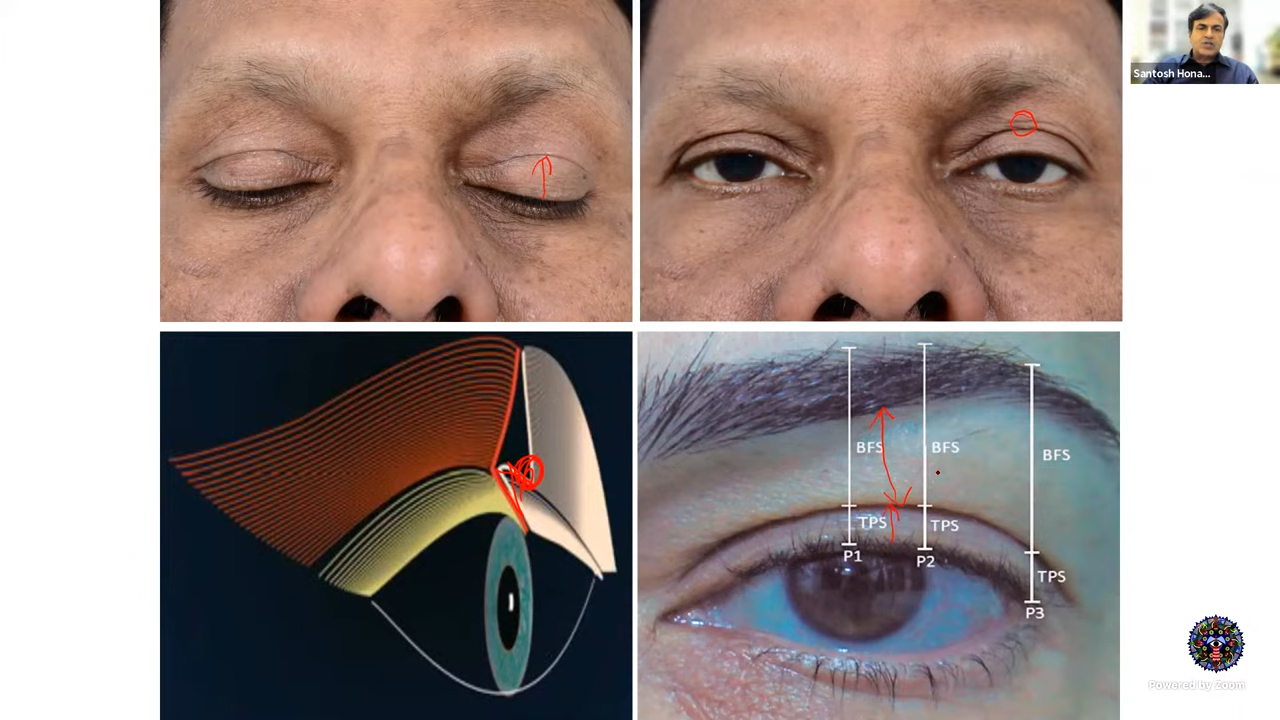 Santosh Hona...
BFS
BFS
BFS
TPS
TPS
P1
P2
TPS
P3
Powered by Zoom